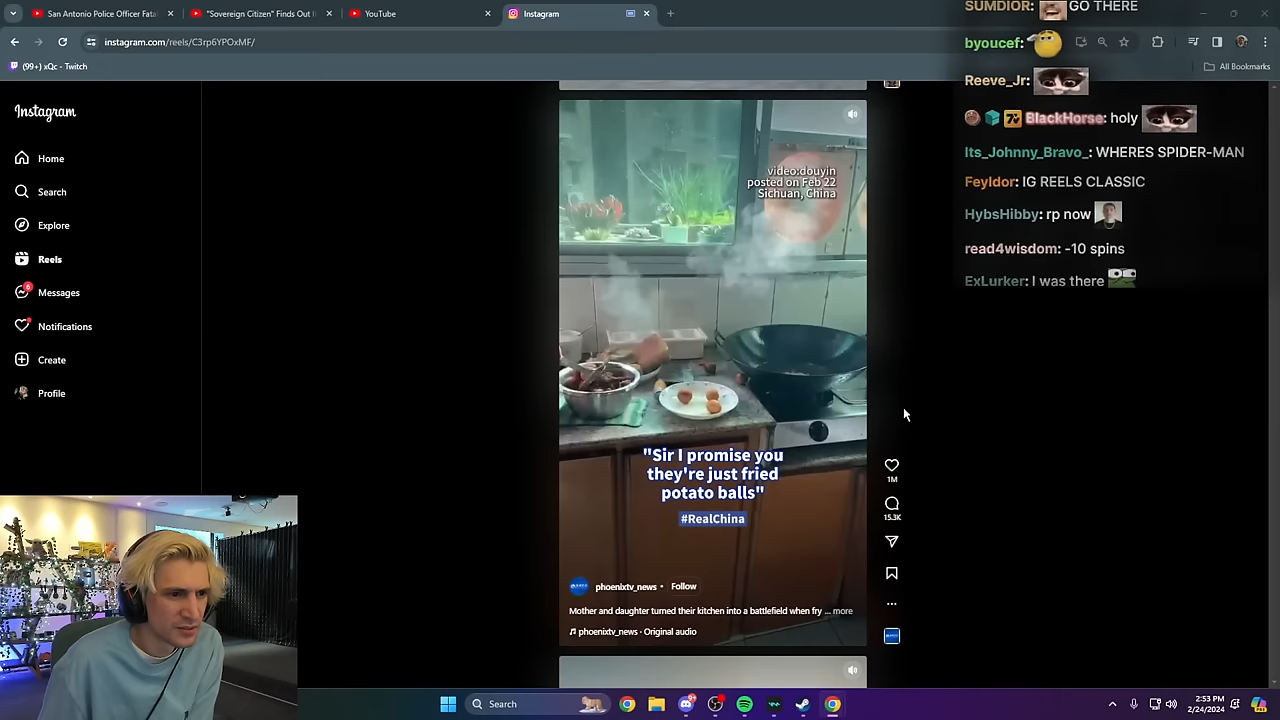 San Antonio Police Officer Fata
"Sovereign Citizen" Finds Out I
YouTube
Instagram
instagram.com/reels/C3rp6YPOxMF/
(99+) xQc - Twitch
All Bookmarks
Instagram
Home
Search
Explore
Reels
6
Messages
Notifications
Create
Profile
video:douyin
posted on Feb 22
Sichuan, China
"Sir I promise you
they're just fried
potato balls"
#RealChina
phoenixtv_news • Follow
Mother and daughter turned their kitchen into a battlefield when fry ... more
phoenixtv_news · Original audio
1M
15.3K
SUMDIOR: GO THERE
byoucef:
Reeve_Jr:
BlackHorse: holy
Its_Johnny_Bravo_: WHERES SPIDER-MAN
Feyldor: IG REELS CLASSIC
HybsHibby: rp now
read4wisdom: -10 spins
ExLurker: I was there
Search
2:53 PM
2/24/2024